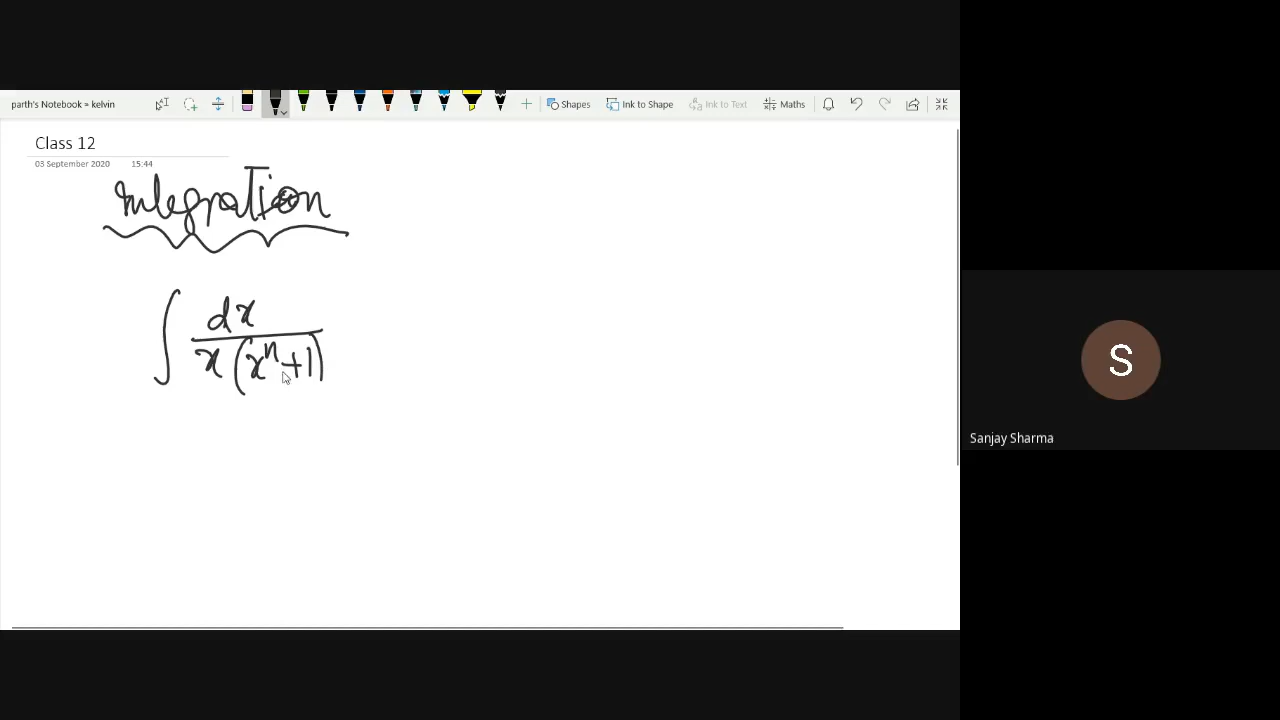 parth's Notebook » kelvin
Shapes Ink to Shape Ink to Text Maths
Class 12
03 September 2020 15:44
Integration
∫ dx / x(xⁿ+1)
S
Sanjay Sharma